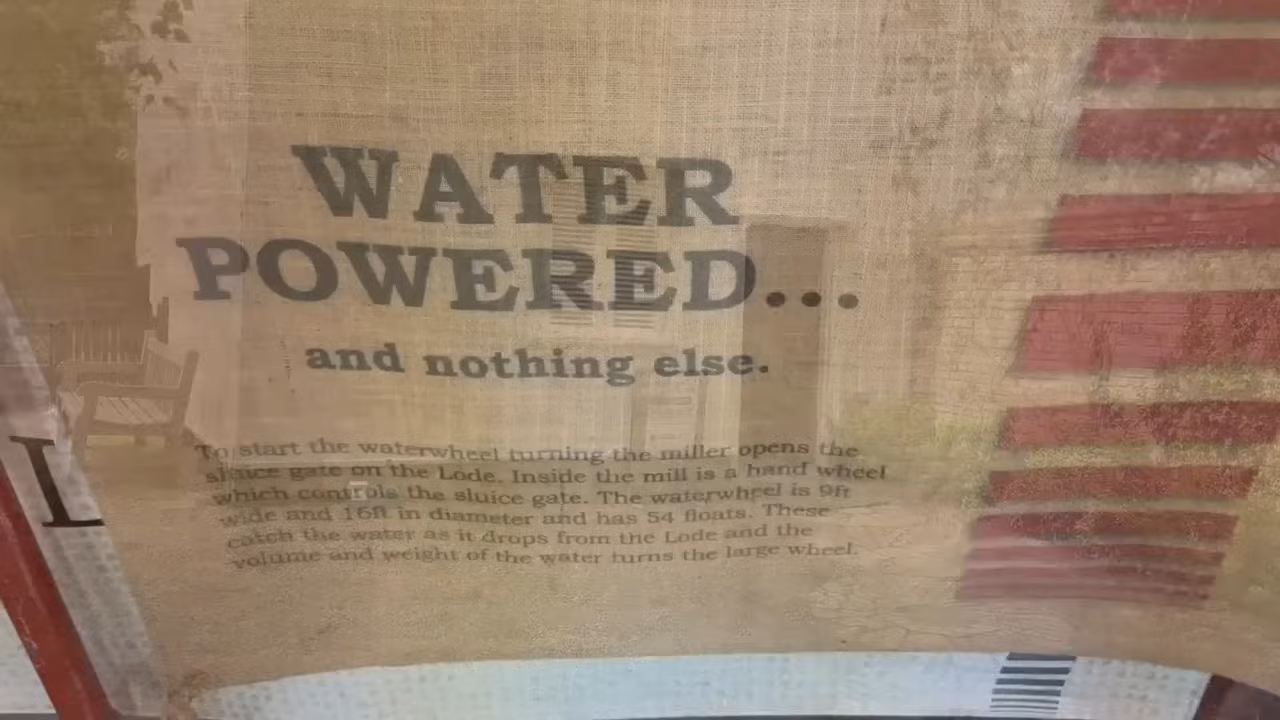 WATER
POWERED...
and nothing else.
To start the waterwheel turning the miller opens the
sluice gate on the Lode. Inside the mill is a hand wheel
which controls the sluice gate. The waterwheel is 9ft
wide and 16ft in diameter and has 54 floats. These
catch the water as it drops from the Lode and the
volume and weight of the water turns the large wheel.
L